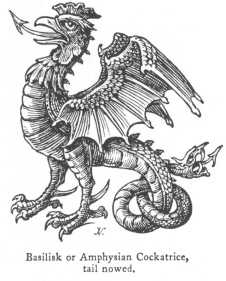 Basilisk or Amphysian Cockatrice,
tail nowed.